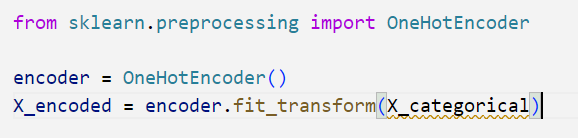 from sklearn.preprocessing import OneHotEncoder
encoder = OneHotEncoder()
X_encoded = encoder.fit_transform(X_categorical)